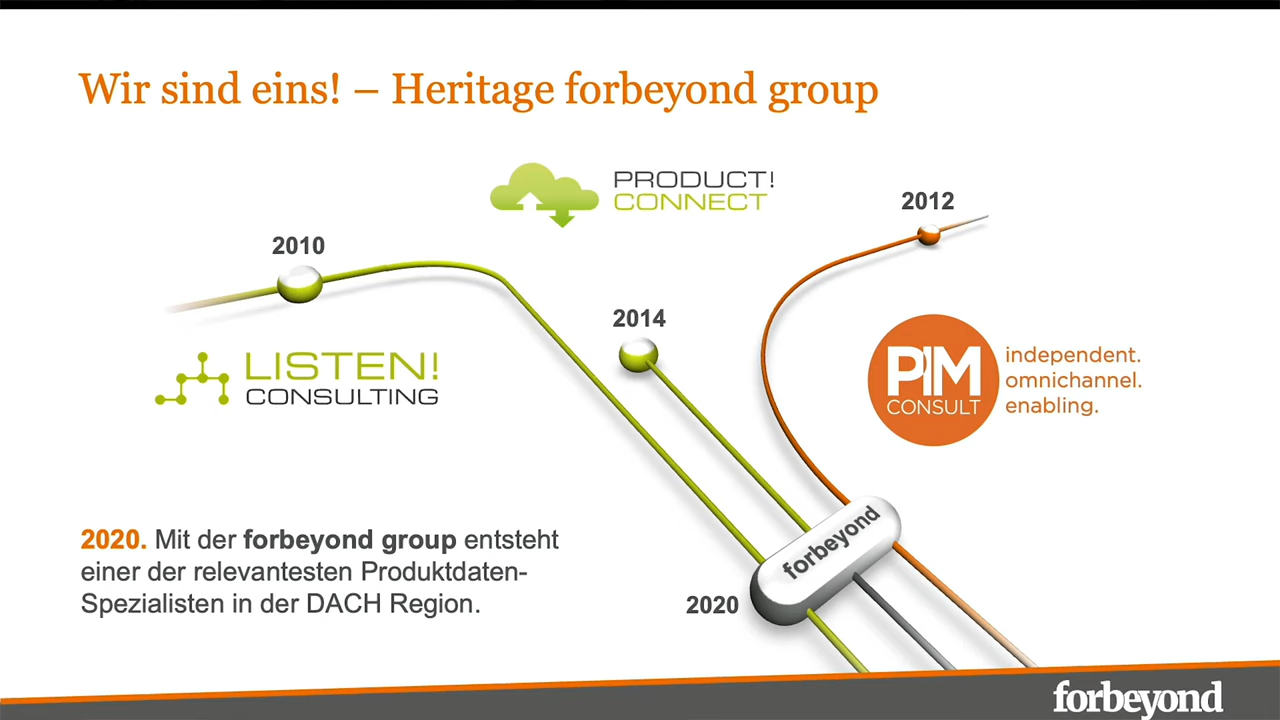 Wir sind eins! – Heritage forbeyond group
PRODUCT!
CONNECT
2012
2010
2014
LISTEN!
CONSULTING
PIM
CONSULT
independent.
omnichannel.
enabling.
forbeyond
2020. Mit der forbeyond group entsteht
einer der relevantesten Produktdaten-
Spezialisten in der DACH Region.
2020
forbeyond